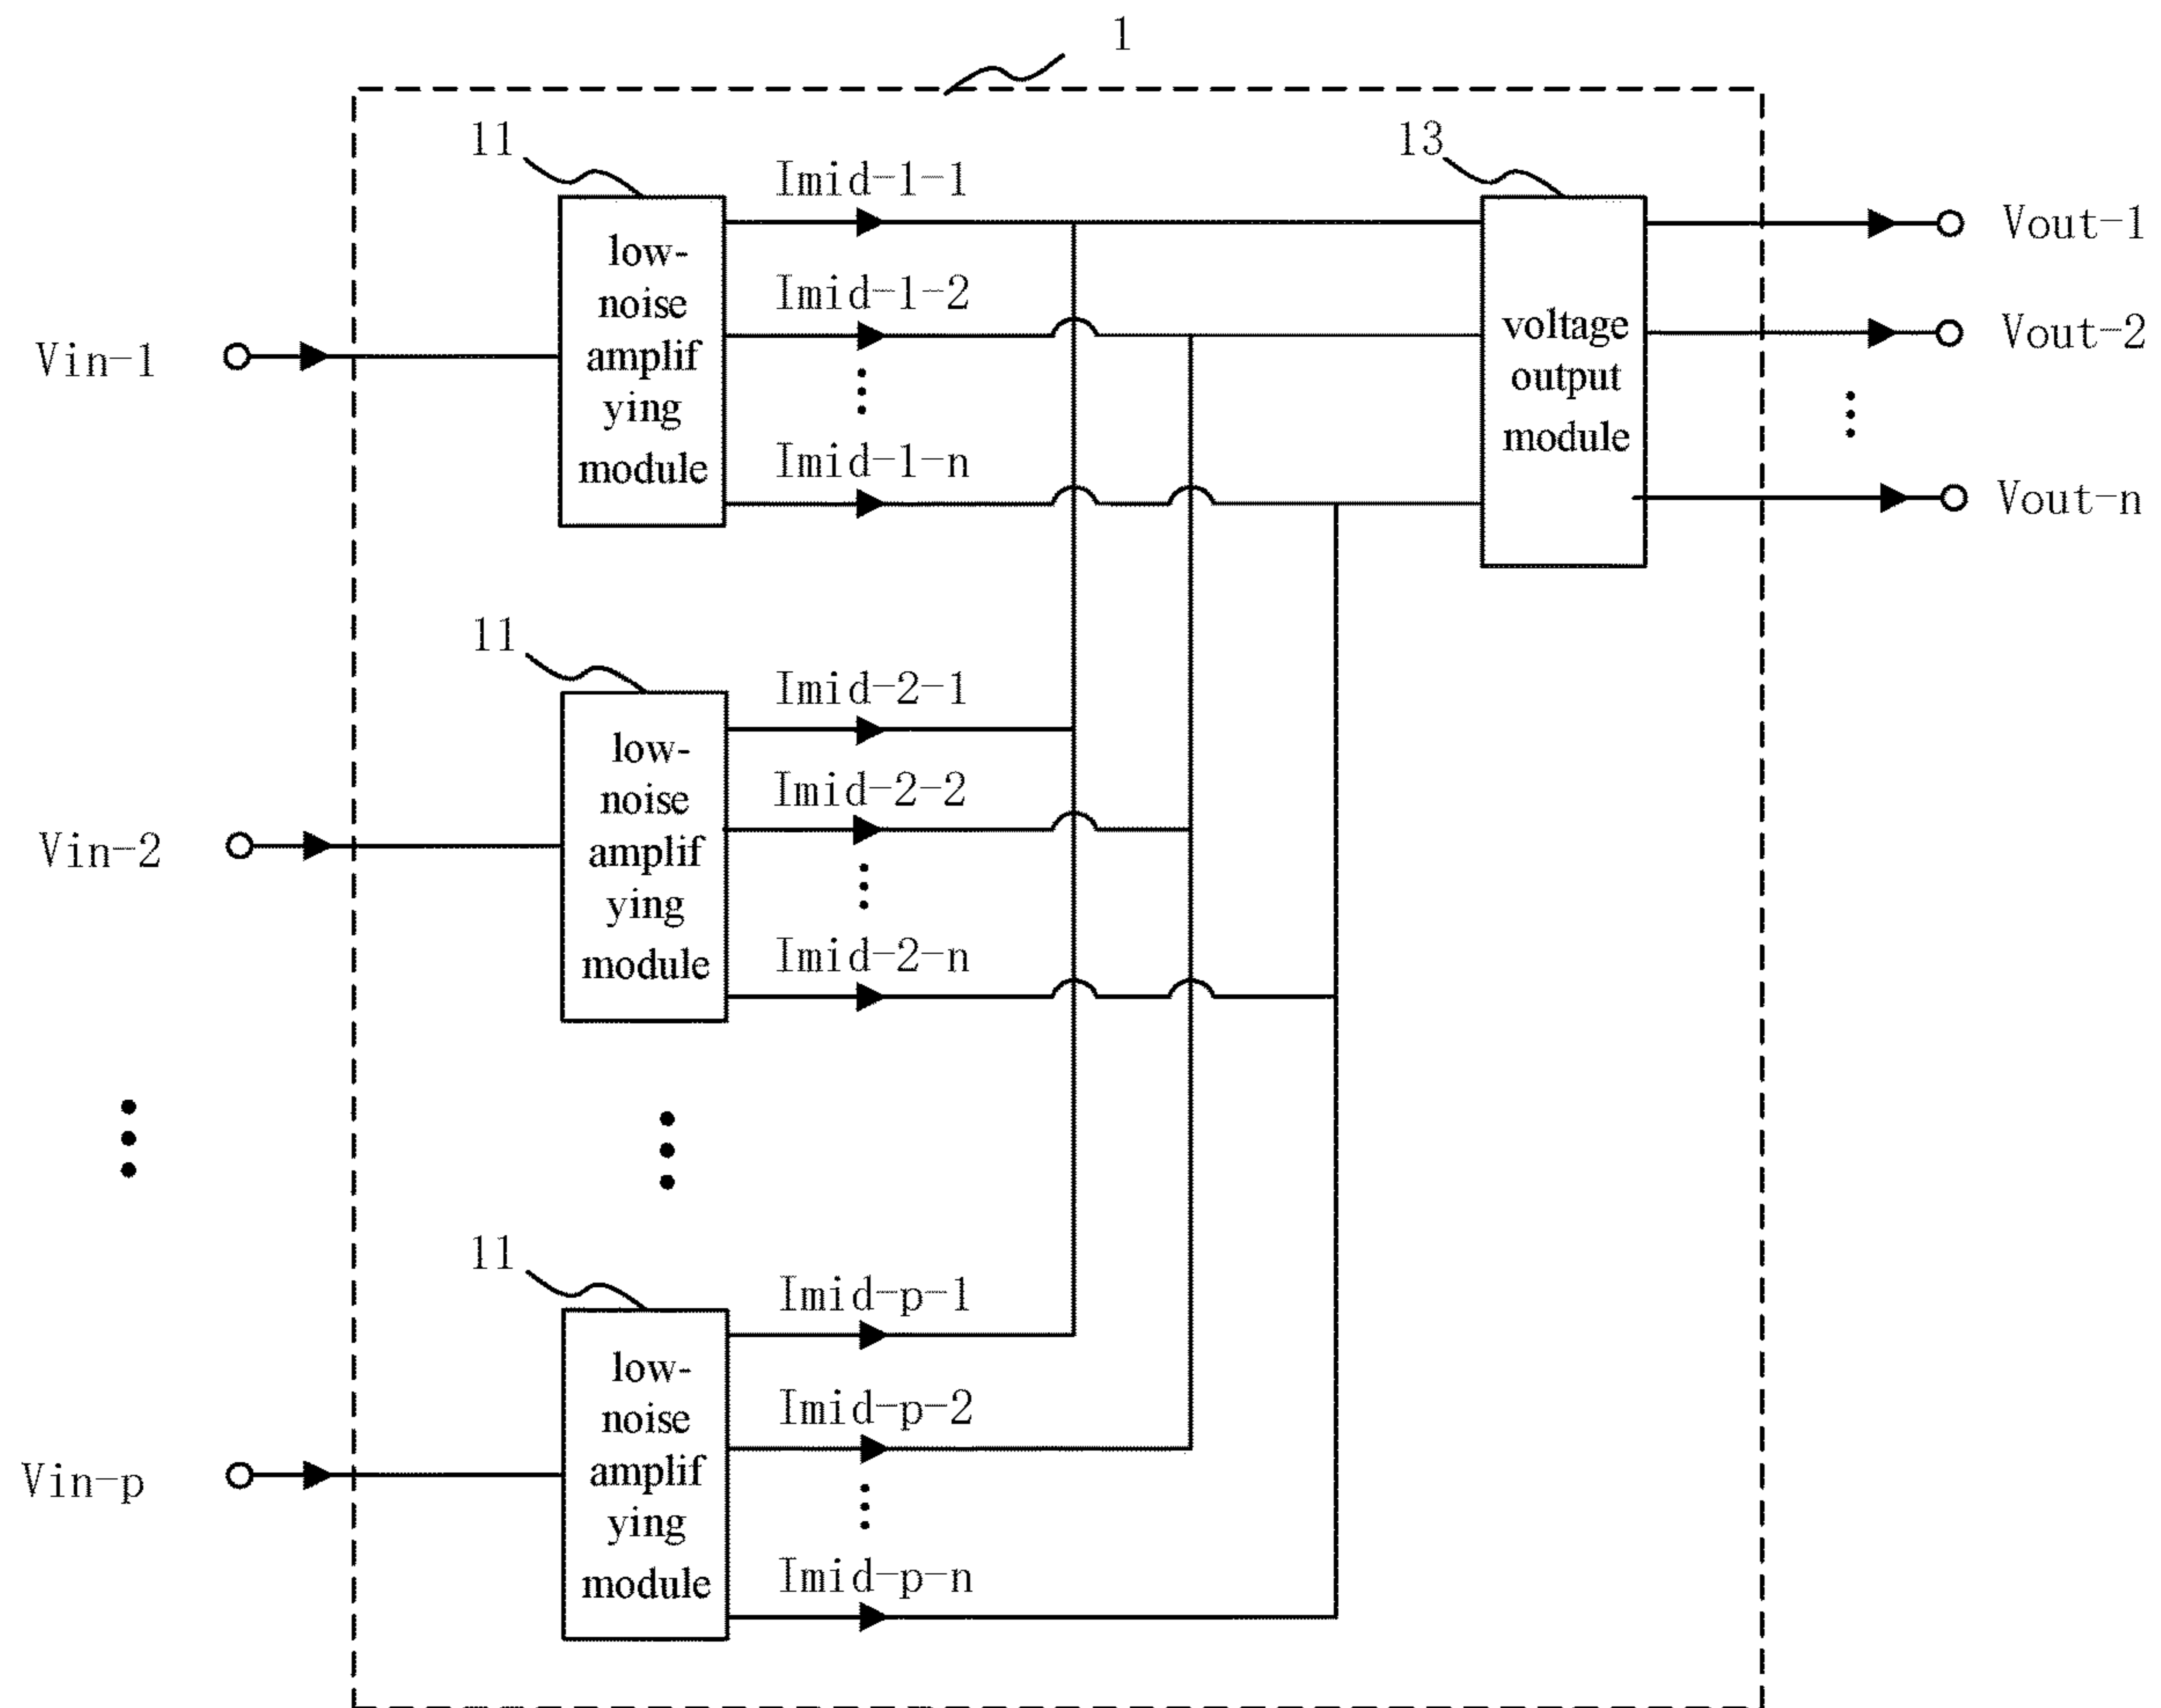 1
11
13
Imid-1-1
low-
noise
amplif
ying
module
Imid-1-2
Imid-1-n
Vin-1
voltage
output
module
Vout-1
Vout-2
Vout-n
11
Imid-2-1
low-
noise
amplif
ying
module
Imid-2-2
Imid-2-n
Vin-2
11
Imid-p-1
low-
noise
amplif
ying
module
Imid-p-2
Imid-p-n
Vin-p